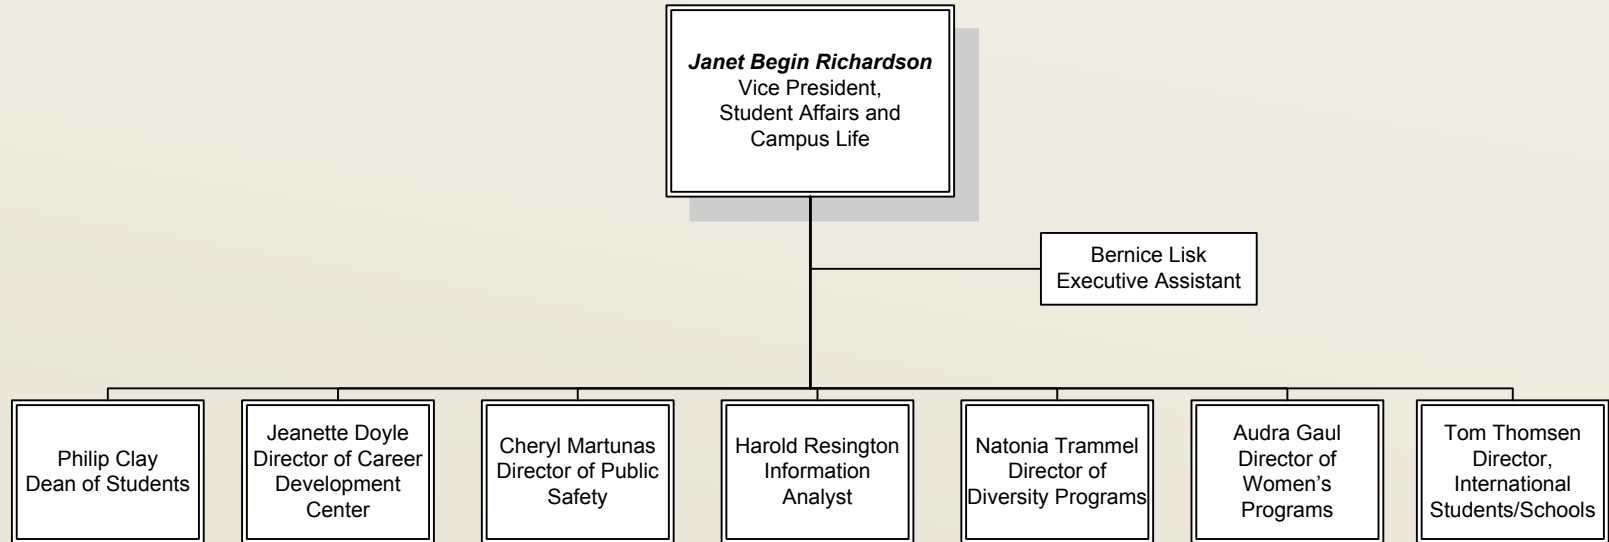 Janet Begin Richardson
Vice President,
Student Affairs and
Campus Life
Bernice Lisk
Executive Assistant
Philip Clay
Dean of Students
Jeanette Doyle
Director of Career
Development
Center
Cheryl Martunas
Director of Public
Safety
Harold Resington
Information
Analyst
Natonia Trammel
Director of
Diversity Programs
Audra Gaul
Director of
Women’s
Programs
Tom Thomsen
Director,
International
Students/Schools